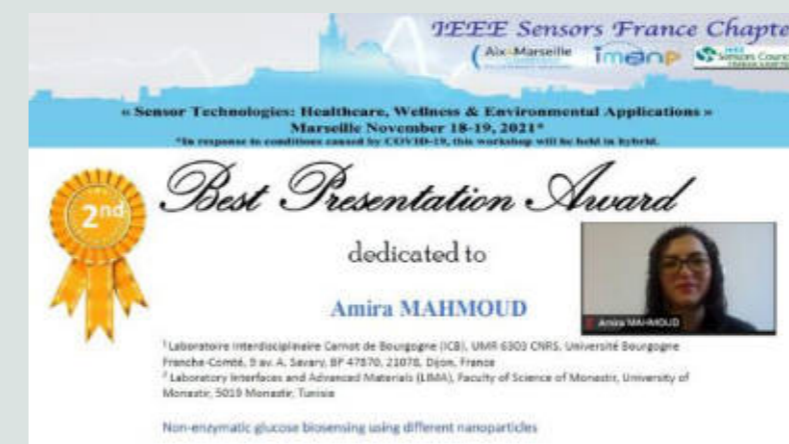 IEEE Sensors France Chapte
Aix-Marseille imanp Sensors Counc
« Sensor Technologies: Healthcare, Wellness & Environmental Applications »
Marseille November 18-19, 2021*
*In response to conditions caused by COVID-19, this workshop will be held in hybrid.
2nd
Best Presentation Award
dedicated to
Amira MAHMOUD
Amira MAHMOUD
1 Laboratoire Interdisciplinaire Carnot de Bourgogne (ICB), UMR 6303 CNRS, Université Bourgogne
Franche-Comté, 9 av. A. Savary, BP 47870, 21078, Dijon, France
2 Laboratory Interfaces and Advanced Materials (LIMA), Faculty of Science of Monastir, University of
Monastir, 5019 Monastir, Tunisia
Non-enzymatic glucose biosensing using different nanoparticles